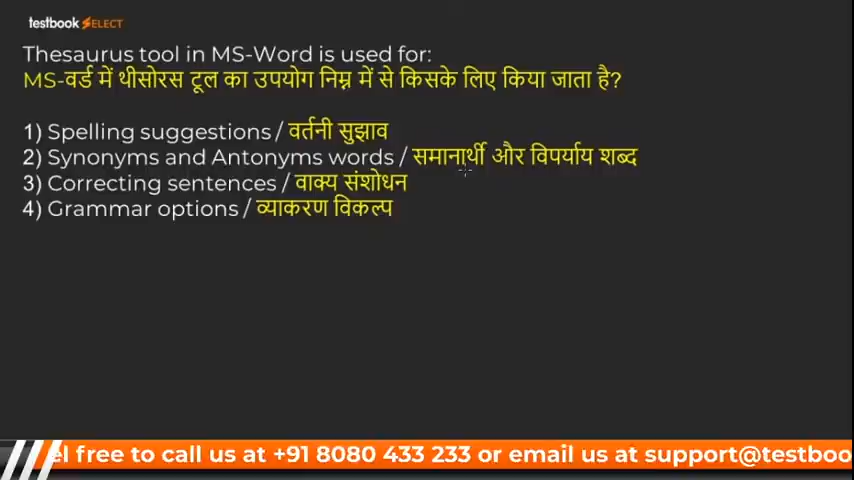 testbook SELECT
Thesaurus tool in MS-Word is used for:
MS-वर्ड में थीसोरस टूल का उपयोग निम्न में से किसके लिए किया जाता है?
1) Spelling suggestions / वर्तनी सुझाव
2) Synonyms and Antonyms words / समानार्थी और विपर्याय शब्द
3) Correcting sentences / वाक्य संशोधन
4) Grammar options / व्याकरण विकल्प
el free to call us at +91 8080 433 233 or email us at support@testboo